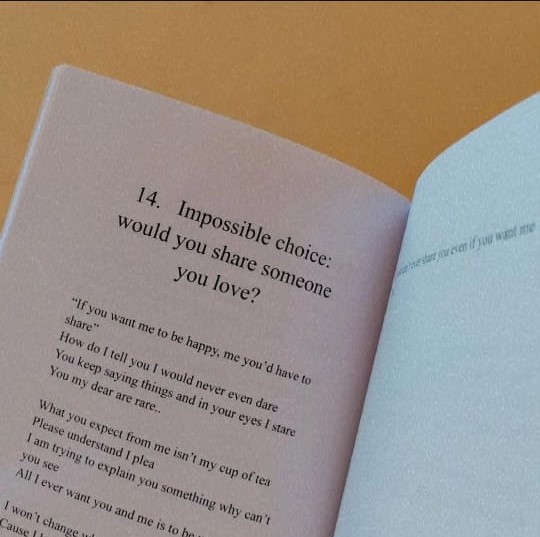 14. Impossible choice:
would you share someone
you love?
"If you want me to be happy, me you'd have to
share"
How do I tell you I would never even dare
You keep saying things and in your eyes I stare
You my dear are rare..
What you expect from me isn't my cup of tea
Please understand I plea
I am trying to explain you something why can't
you see
All I ever want you and me is to be
I won't change
Cause I
share you even if you want me